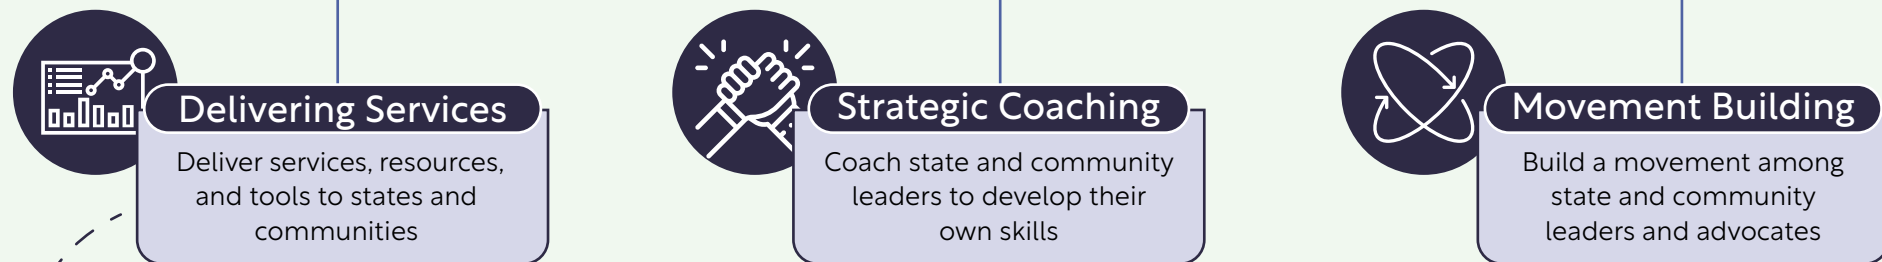 Delivering Services
Deliver services, resources,
and tools to states and
communities
Strategic Coaching
Coach state and community
leaders to develop their
own skills
Movement Building
Build a movement among
state and community
leaders and advocates